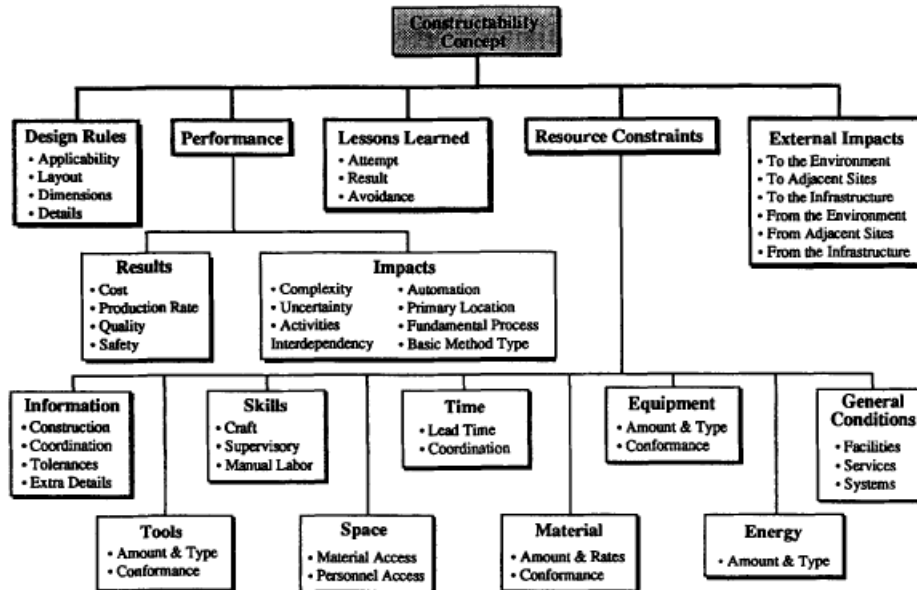 Constructability
Concept
Design Rules
• Applicability
• Layout
• Dimensions
• Details
Performance
Lessons Learned
• Attempt
• Result
• Avoidance
Resource Constraints
External Impacts
• To the Environment
• To Adjacent Sites
• To the Infrastructure
• From the Environment
• From Adjacent Sites
• From the Infrastructure
Results
• Cost
• Production Rate
• Quality
• Safety
Impacts
• Complexity
• Uncertainty
• Activities
Interdependency
• Automation
• Primary Location
• Fundamental Process
• Basic Method Type
Information
• Construction
• Coordination
• Tolerances
• Extra Details
Skills
• Craft
• Supervisory
• Manual Labor
Time
• Lead Time
• Coordination
Equipment
• Amount & Type
• Conformance
General
Conditions
• Facilities
• Services
• Systems
Tools
• Amount & Type
• Conformance
Space
• Material Access
• Personnel Access
Material
• Amount & Rates
• Conformance
Energy
• Amount & Type